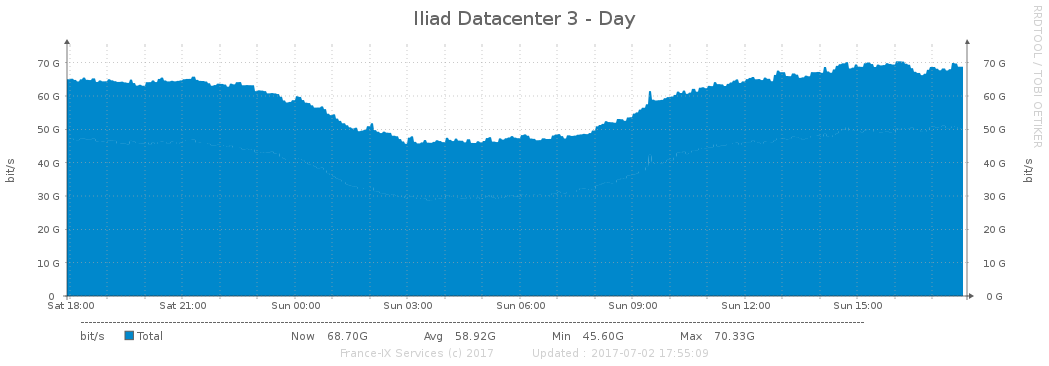 Iliad Datacenter 3 - Day
RRDTOOL / TOBI OETIKER
bit/s
70 G 70 G
60 G 60 G
50 G 50 G
40 G 40 G
30 G 30 G
20 G 20 G
10 G 10 G
0 0 G
bit/s
Sat 18:00 Sat 21:00 Sun 00:00 Sun 03:00 Sun 06:00 Sun 09:00 Sun 12:00 Sun 15:00
bit/s Total Now 68.70G Avg 58.92G Min 45.60G Max 70.33G
France-IX Services (c) 2017 Updated : 2017-07-02 17:55:09